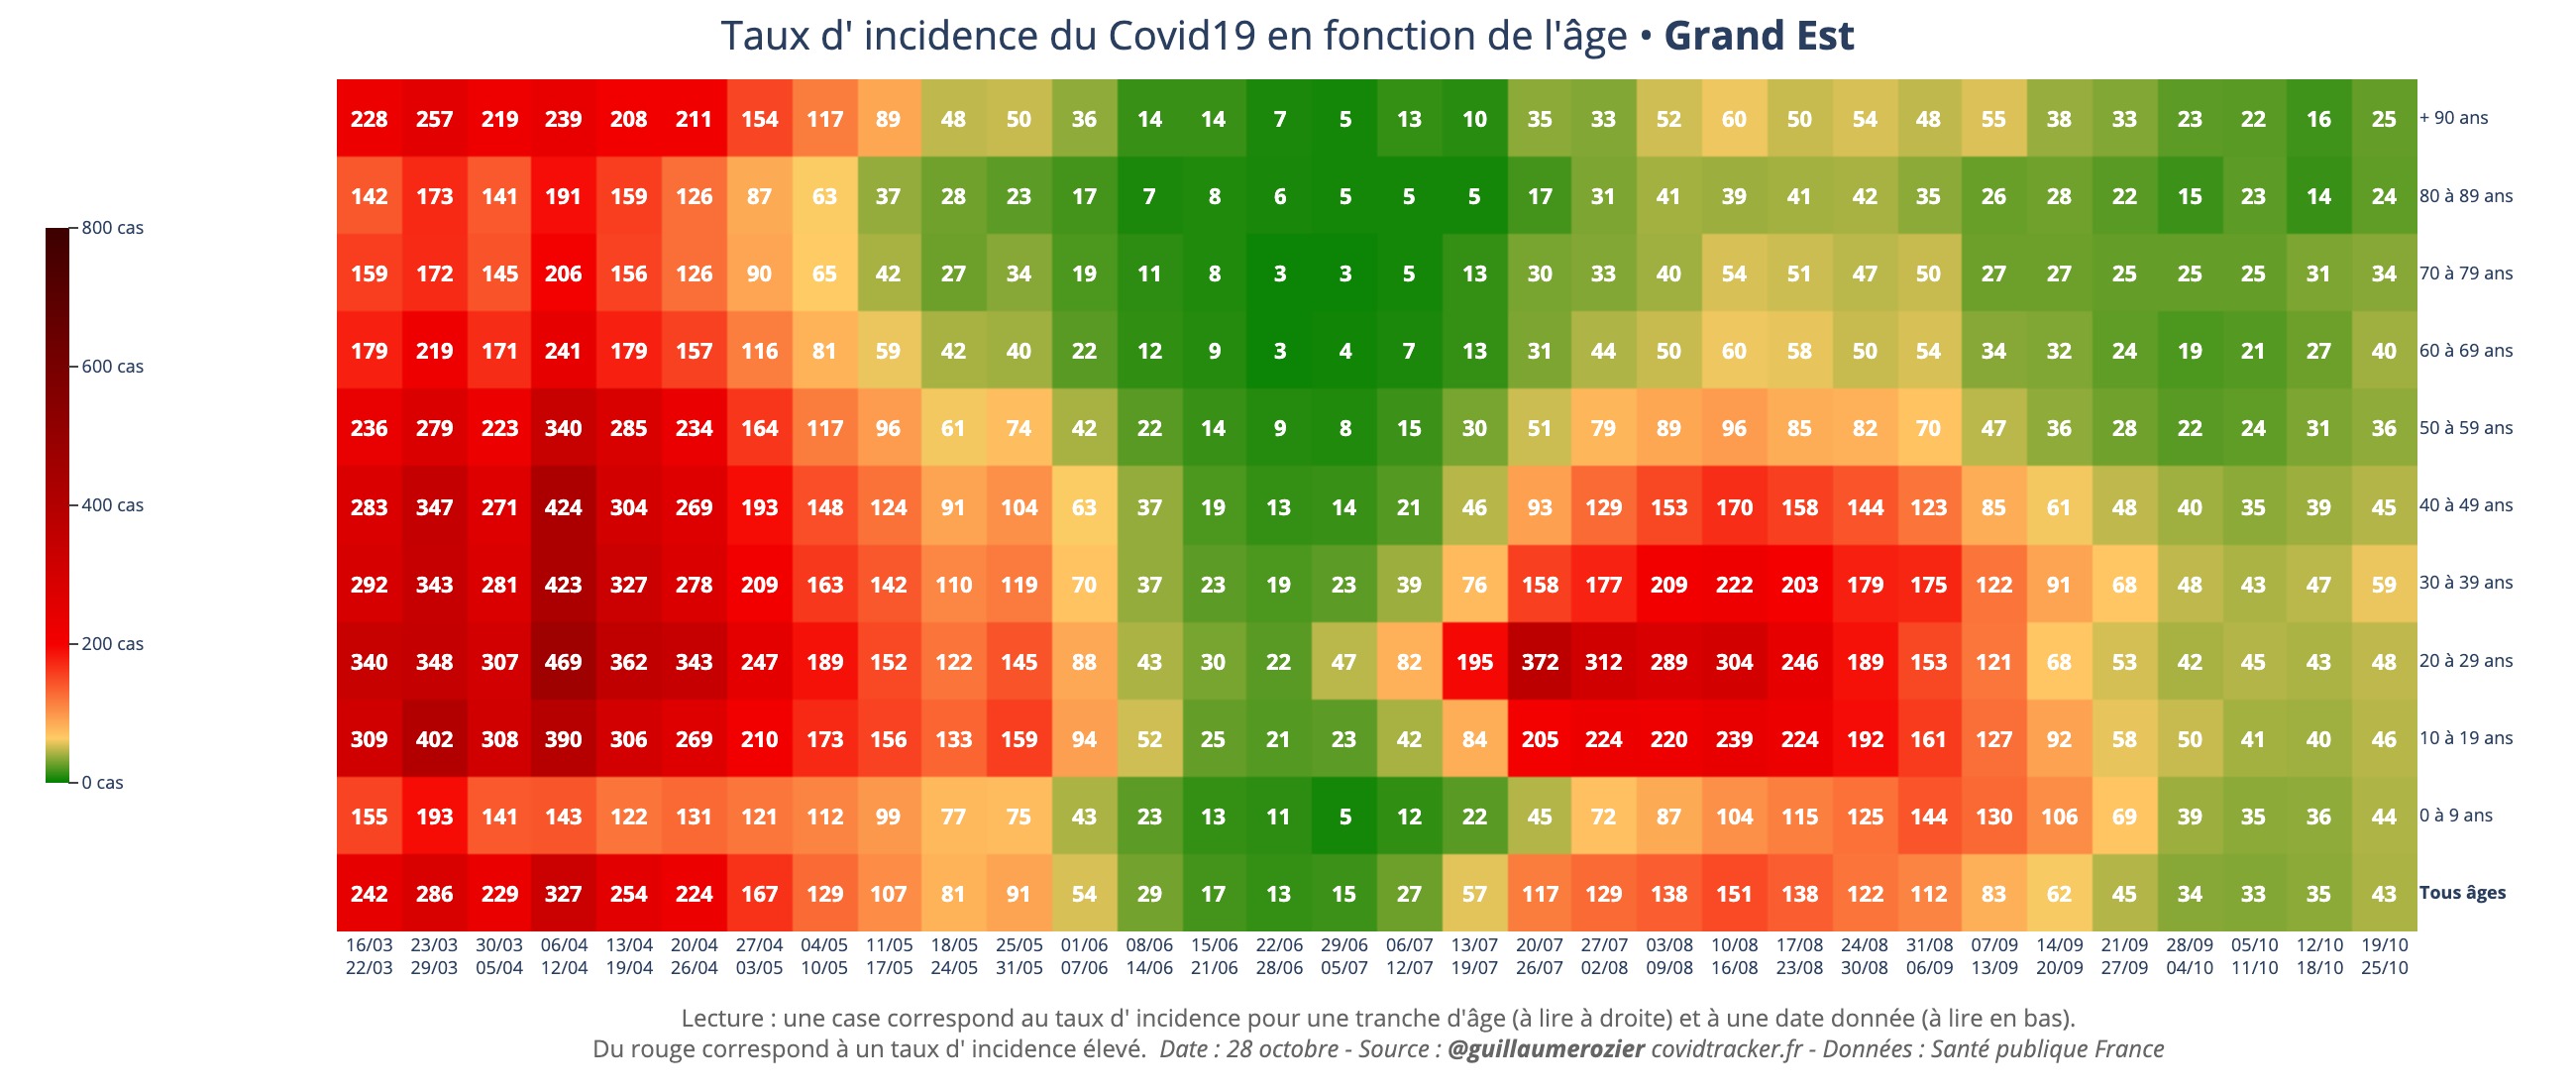 Taux d' incidence du Covid19 en fonction de l'âge • Grand Est
228 257 219 239 208 211 154 117 89 48 50 36 14 14 7 5 13 10 35 33 52 60 50 54 48 55 38 33 23 22 16 25 + 90 ans
142 173 141 191 159 126 87 63 37 28 23 17 7 8 6 5 5 5 17 31 41 39 41 42 35 26 28 22 15 23 14 24 80 à 89 ans
800 cas
159 172 145 206 156 126 90 65 42 27 34 19 11 8 3 3 5 13 30 33 40 54 51 47 50 27 27 25 25 25 31 34 70 à 79 ans
179 219 171 241 179 157 116 81 59 42 40 22 12 9 3 4 7 13 31 44 50 60 58 50 54 34 32 24 19 21 27 40 60 à 69 ans
600 cas
236 279 223 340 285 234 164 117 96 61 74 42 22 14 9 8 15 30 51 79 89 96 85 82 70 47 36 28 22 24 31 36 50 à 59 ans
400 cas
283 347 271 424 304 269 193 148 124 91 104 63 37 19 13 14 21 46 93 129 153 170 158 144 123 85 61 48 40 35 39 45 40 à 49 ans
292 343 281 423 327 278 209 163 142 110 119 70 37 23 19 23 39 76 158 177 209 222 203 179 175 122 91 68 48 43 47 59 30 à 39 ans
200 cas
340 348 307 469 362 343 247 189 152 122 145 88 43 30 22 47 82 195 372 312 289 304 246 189 153 121 68 53 42 45 43 48 20 à 29 ans
309 402 308 390 306 269 210 173 156 133 159 94 52 25 21 23 42 84 205 224 220 239 224 192 161 127 92 58 50 41 40 46 10 à 19 ans
0 cas
155 193 141 143 122 131 121 112 99 77 75 43 23 13 11 5 12 22 45 72 87 104 115 125 144 130 106 69 39 35 36 44 0 à 9 ans
242 286 229 327 254 224 167 129 107 81 91 54 29 17 13 15 27 57 117 129 138 151 138 122 112 83 62 45 34 33 35 43 Tous âges
16/03 23/03 30/03 06/04 13/04 20/04 27/04 04/05 11/05 18/05 25/05 01/06 08/06 15/06 22/06 29/06 06/07 13/07 20/07 27/07 03/08 10/08 17/08 24/08 31/08 07/09 14/09 21/09 28/09 05/10 12/10 19/10
22/03 29/03 05/04 12/04 19/04 26/04 03/05 10/05 17/05 24/05 31/05 07/06 14/06 21/06 28/06 05/07 12/07 19/07 26/07 02/08 09/08 16/08 23/08 30/08 06/09 13/09 20/09 27/09 04/10 11/10 18/10 25/10
Lecture : une case correspond au taux d' incidence pour une tranche d'âge (à lire à droite) et à une date donnée (à lire en bas).
Du rouge correspond à un taux d' incidence élevé. Date : 28 octobre - Source : @guillaumerozier covidtracker.fr - Données : Santé publique France